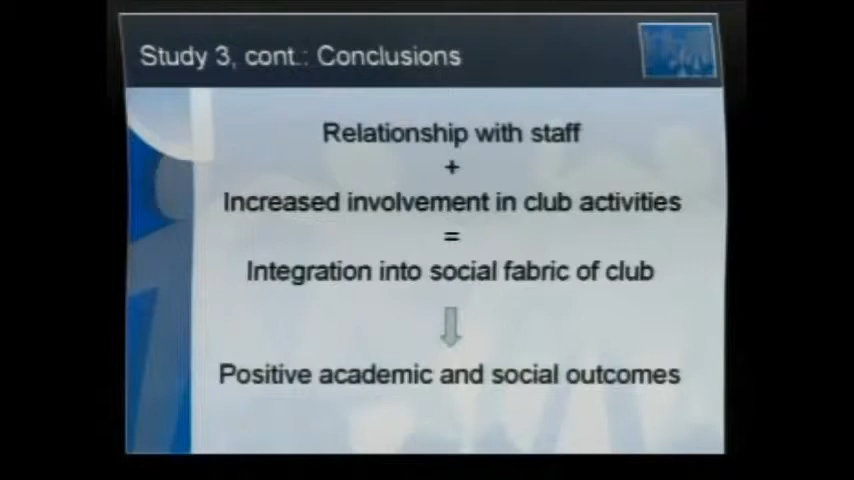 Study 3, cont.: Conclusions
Relationship with staff
+
Increased involvement in club activities
=
Integration into social fabric of club
Positive academic and social outcomes